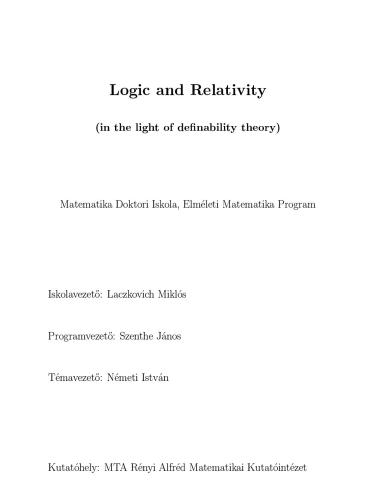 Logic and Relativity
(in the light of definability theory)
Matematika Doktori Iskola, Elméleti Matematika Program
Iskolavezető: Laczkovich Miklós
Programvezető: Szenthe János
Témavezető: Németi István
Kutatóhely: MTA Rényi Alfréd Matematikai Kutatóintézet